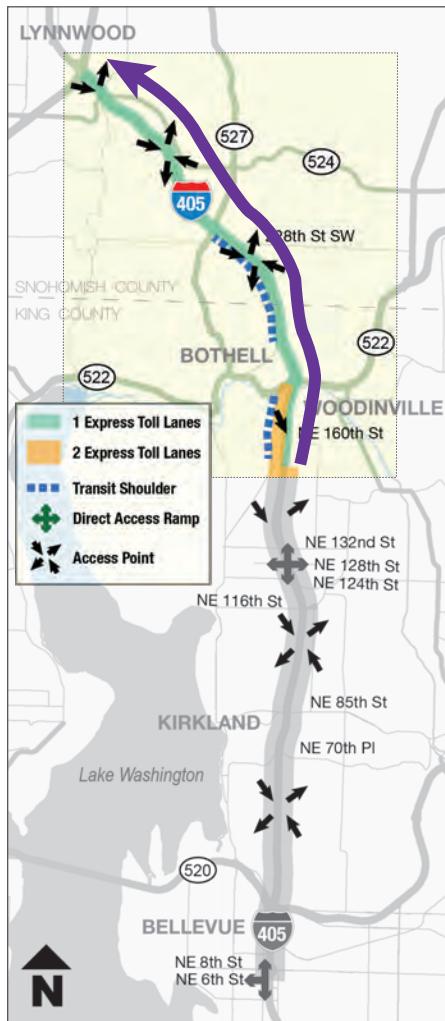 LYNNWOOD
527
524
405
228th St SW
SNOHOMISH COUNTY
KING COUNTY
BOTHELL
522
522
WOODINVILLE
NE 160th St
1 Express Toll Lanes
2 Express Toll Lanes
Transit Shoulder
Direct Access Ramp
Access Point
NE 132nd St
NE 128th St
NE 124th St
NE 116th St
NE 85th St
KIRKLAND
NE 70th Pl
Lake Washington
520
BELLEVUE
405
NE 8th St
NE 6th St
N